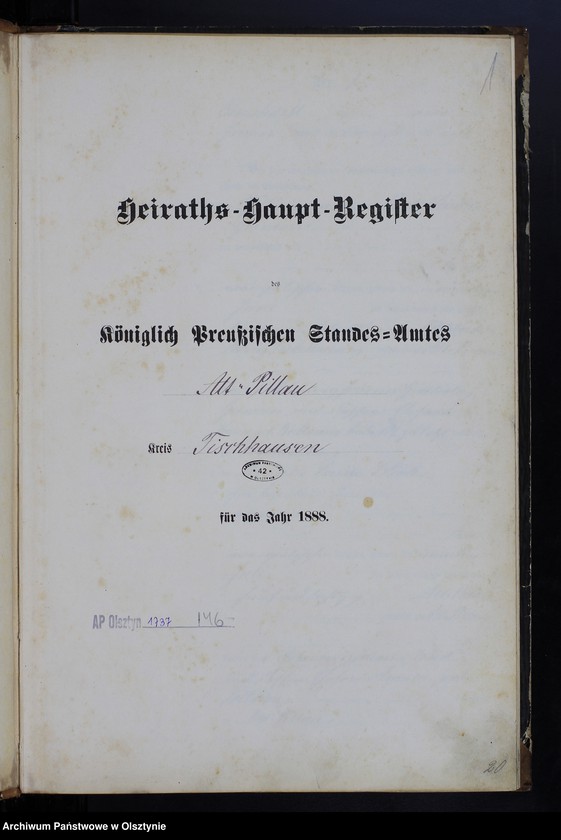 1
Heiraths-Haupt-Register
des
Königlich Preußischen Standes-Amtes
Alt-Pillau
Kreis Fischhausen
42
für das Jahr 1888.
AP Olsztyn 1737 146
20
Archiwum Państwowe w Olsztynie